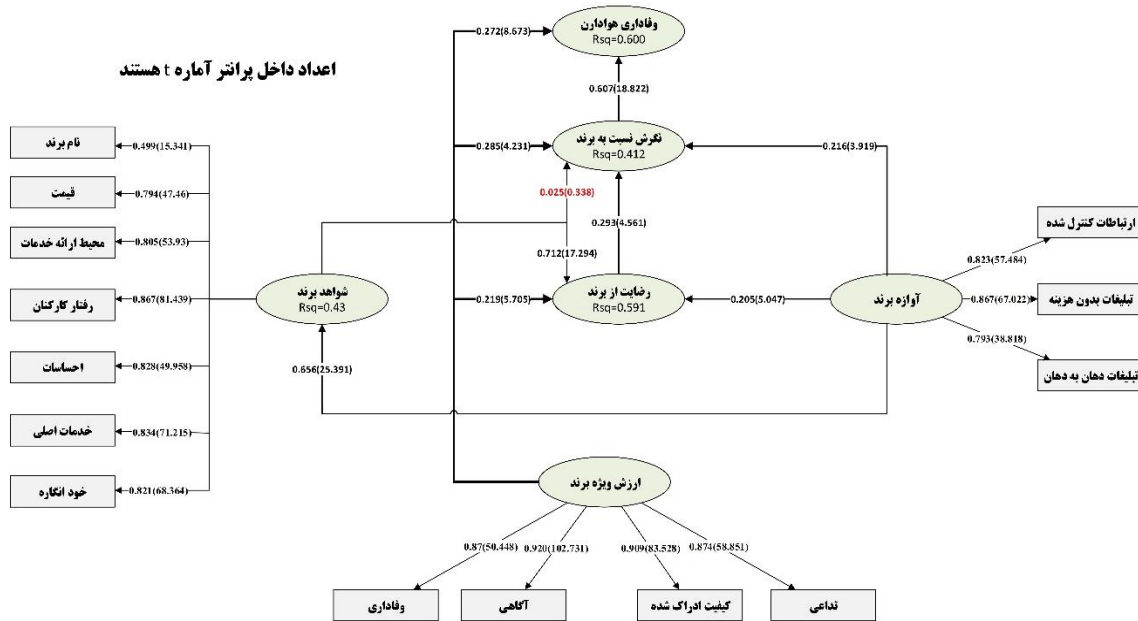 وفاداری هوادارن
Rsq=0.600
0.272(8.673)
اعداد داخل پرانتر آماره t هستند
0.607(18.822)
نگرش نسبت به برند
Rsq=0.412
0.285(4.231)
0.216(3.919)
0.025(0.338)
0.293(4.561)
0.712(17.294)
رضایت از برند
Rsq=0.591
0.219(5.705)
0.205(5.047)
شواهد برند
Rsq=0.43
0.656(25.391)
آوازه برند
نام برند
0.499(15.341)
قیمت
0.794(47.46)
محیط ارائه خدمات
0.805(53.93)
رفتار کارکنان
0.867(81.439)
احساسات
0.828(49.958)
خدمات اصلی
0.834(71.215)
خود انگاره
0.821(68.364)
ارتباطات کنترل شده
0.823(57.484)
تبلیغات بدون هزینه
0.867(67.022)
تبلیغات دهان به دهان
0.793(38.818)
ارزش ویژه برند
0.87(50.448)
0.920(102.731)
0.909(83.528)
0.874(58.851)
وفاداری
آگاهی
کیفیت ادراک شده
تداعی